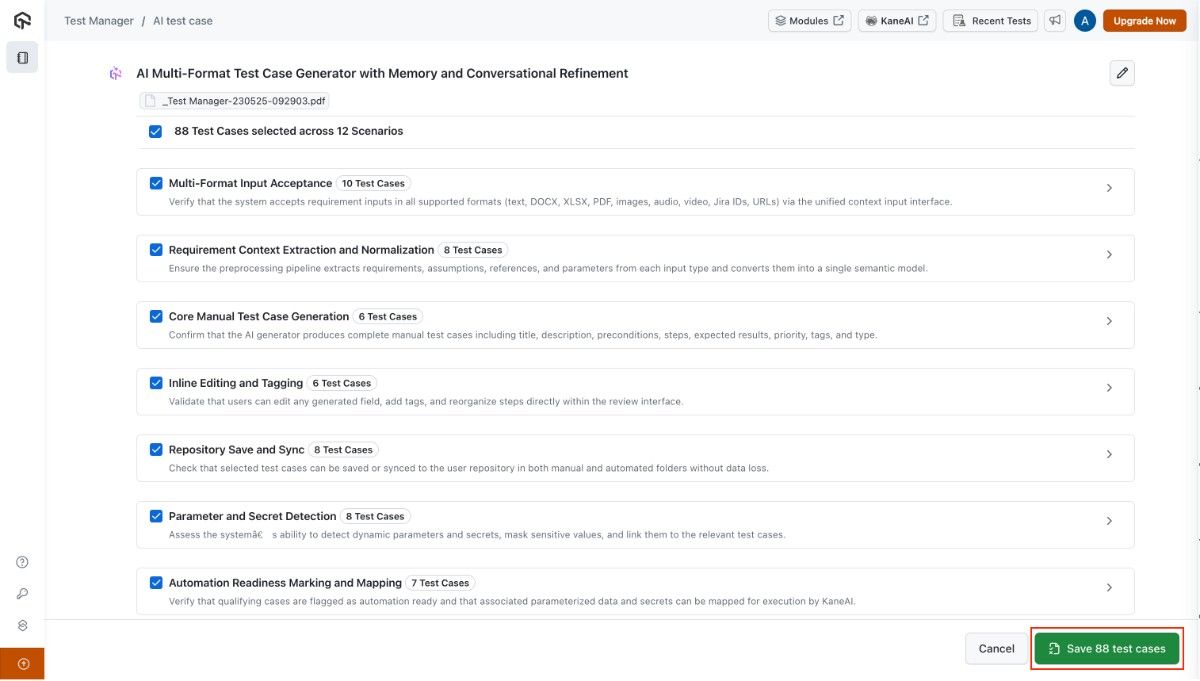 Test Manager / AI test case
Modules
KaneAI
Recent Tests
A
Upgrade Now
AI Multi-Format Test Case Generator with Memory and Conversational Refinement
_Test Manager-230525-092903.pdf
88 Test Cases selected across 12 Scenarios
Multi-Format Input Acceptance 10 Test Cases
Verify that the system accepts requirement inputs in all supported formats (text, DOCX, XLSX, PDF, images, audio, video, Jira IDs, URLs) via the unified context input interface.
Requirement Context Extraction and Normalization 8 Test Cases
Ensure the preprocessing pipeline extracts requirements, assumptions, references, and parameters from each input type and converts them into a single semantic model.
Core Manual Test Case Generation 6 Test Cases
Confirm that the AI generator produces complete manual test cases including title, description, preconditions, steps, expected results, priority, tags, and type.
Inline Editing and Tagging 6 Test Cases
Validate that users can edit any generated field, add tags, and reorganize steps directly within the review interface.
Repository Save and Sync 8 Test Cases
Check that selected test cases can be saved or synced to the user repository in both manual and automated folders without data loss.
Parameter and Secret Detection 8 Test Cases
Assess the systemâ€ s ability to detect dynamic parameters and secrets, mask sensitive values, and link them to the relevant test cases.
Automation Readiness Marking and Mapping 7 Test Cases
Verify that qualifying cases are flagged as automation ready and that associated parameterized data and secrets can be mapped for execution by KaneAI.
Cancel
Save 88 test cases